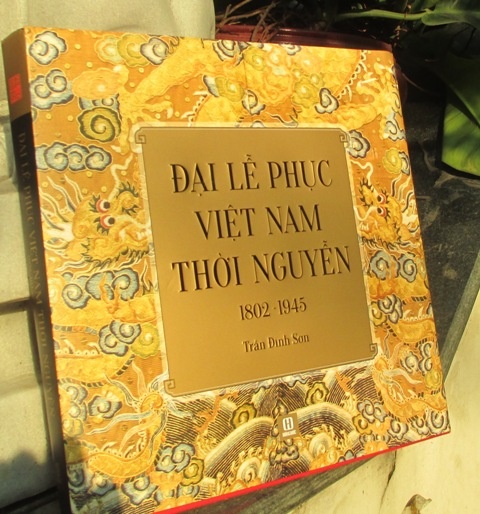 ĐẠI LỄ PHỤC
VIỆT NAM
THỜI NGUYỄN
1802 - 1945
Trần Đình Sơn